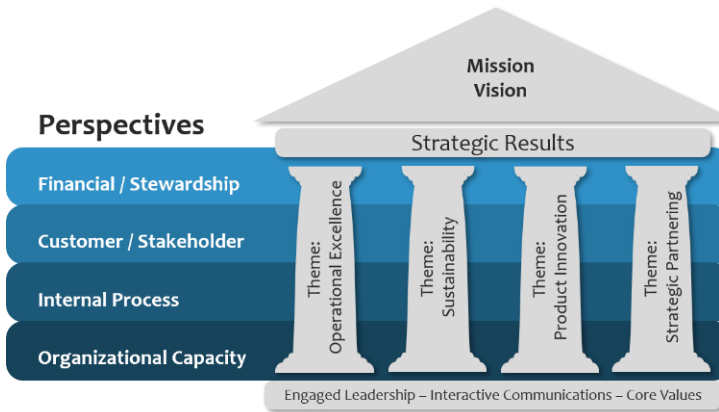 Mission
Vision
Perspectives
Strategic Results
Financial / Stewardship
Customer / Stakeholder
Internal Process
Organizational Capacity
Theme:
Operational Excellence
Theme:
Sustainability
Theme:
Product Innovation
Theme:
Strategic Partnering
Engaged Leadership – Interactive Communications – Core Values